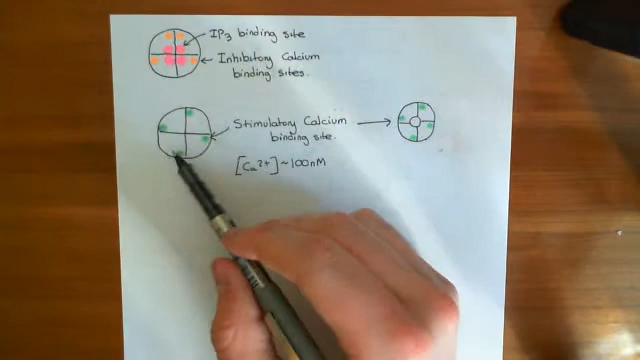 IP3 binding site
Inhibitory Calcium
binding sites.
Stimulatory Calcium
binding site.
[Ca2+] ~ 100nM